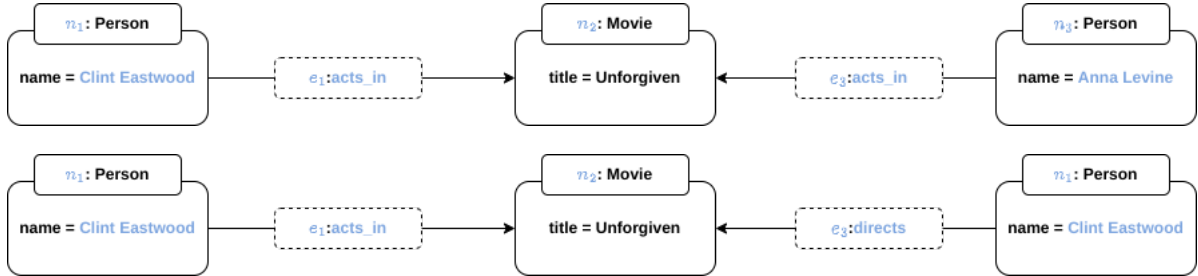 n₁: Person n₂: Movie n₃: Person
name = Clint Eastwood e₁:acts_in title = Unforgiven e₃:acts_in name = Anna Levine
n₁: Person n₂: Movie n₁: Person
name = Clint Eastwood e₁:acts_in title = Unforgiven e₃:directs name = Clint Eastwood